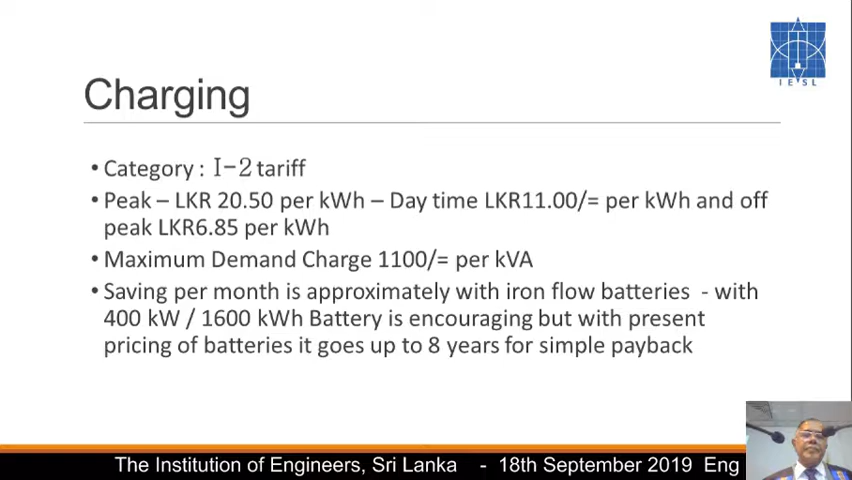 I E S L
Charging
• Category : I-2 tariff
• Peak – LKR 20.50 per kWh – Day time LKR11.00/= per kWh and off
peak LKR6.85 per kWh
• Maximum Demand Charge 1100/= per kVA
• Saving per month is approximately with iron flow batteries - with
400 kW / 1600 kWh Battery is encouraging but with present
pricing of batteries it goes up to 8 years for simple payback
The Institution of Engineers, Sri Lanka - 18th September 2019 Eng